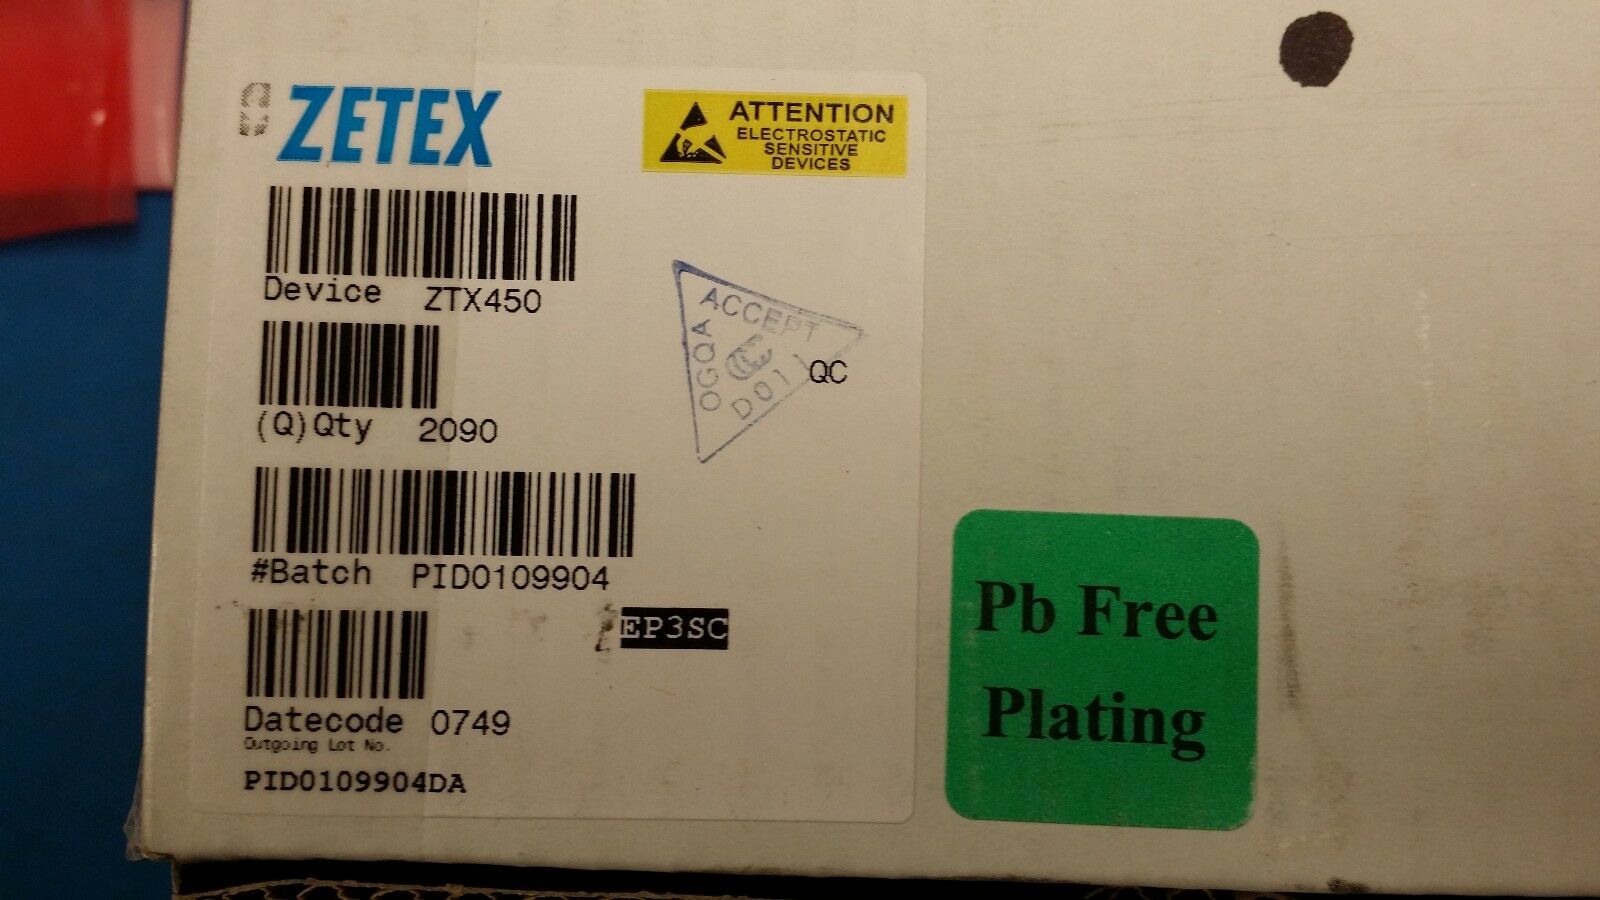 ZETEX
ATTENTION
ELECTROSTATIC
SENSITIVE
DEVICES
Device ZTX450
ACCEPT
OGQA
D011
QC
(Q)Qty 2090
#Batch PID0109904
EP3SC
Datecode 0749
Outgoing Lot No.
PID0109904DA
Pb Free
Plating